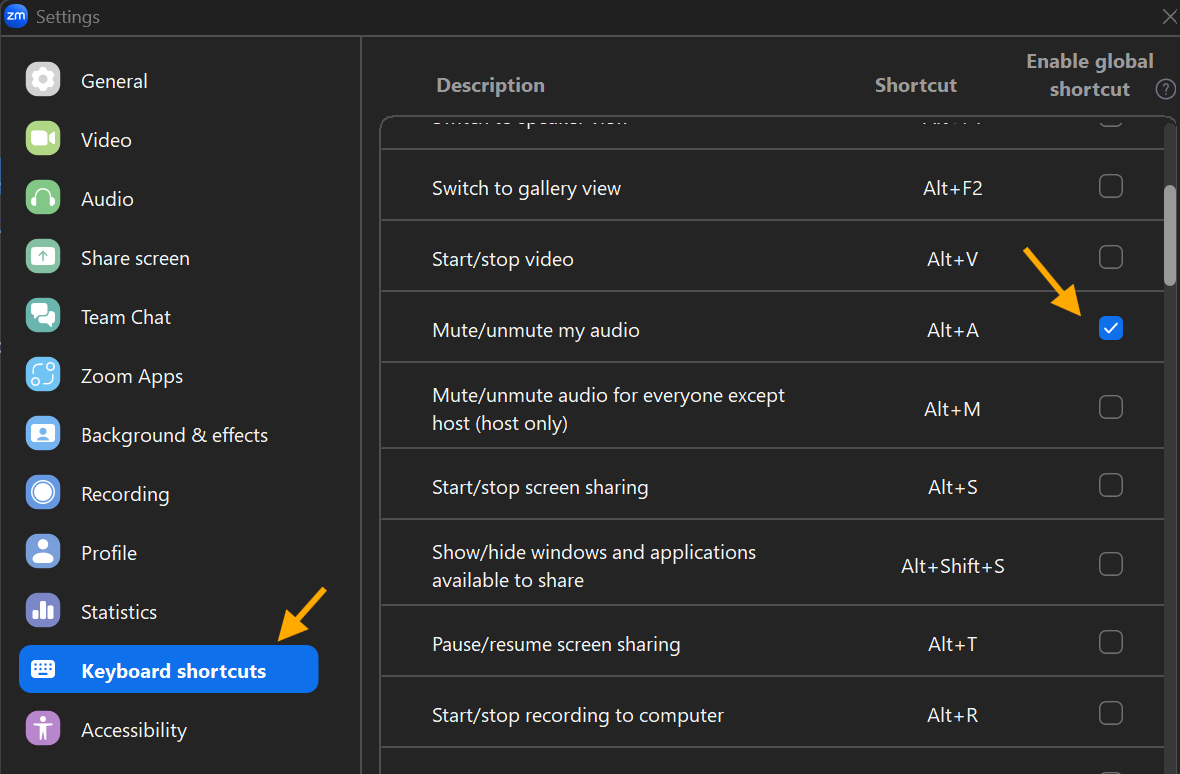 zm Settings
General
Video
Audio
Share screen
Team Chat
Zoom Apps
Background & effects
Recording
Profile
Statistics
Keyboard shortcuts
Accessibility
Description Shortcut Enable global
shortcut ?
Switch to gallery view Alt+F2
Start/stop video Alt+V
Mute/unmute my audio Alt+A
Mute/unmute audio for everyone except
host (host only) Alt+M
Start/stop screen sharing Alt+S
Show/hide windows and applications
available to share Alt+Shift+S
Pause/resume screen sharing Alt+T
Start/stop recording to computer Alt+R